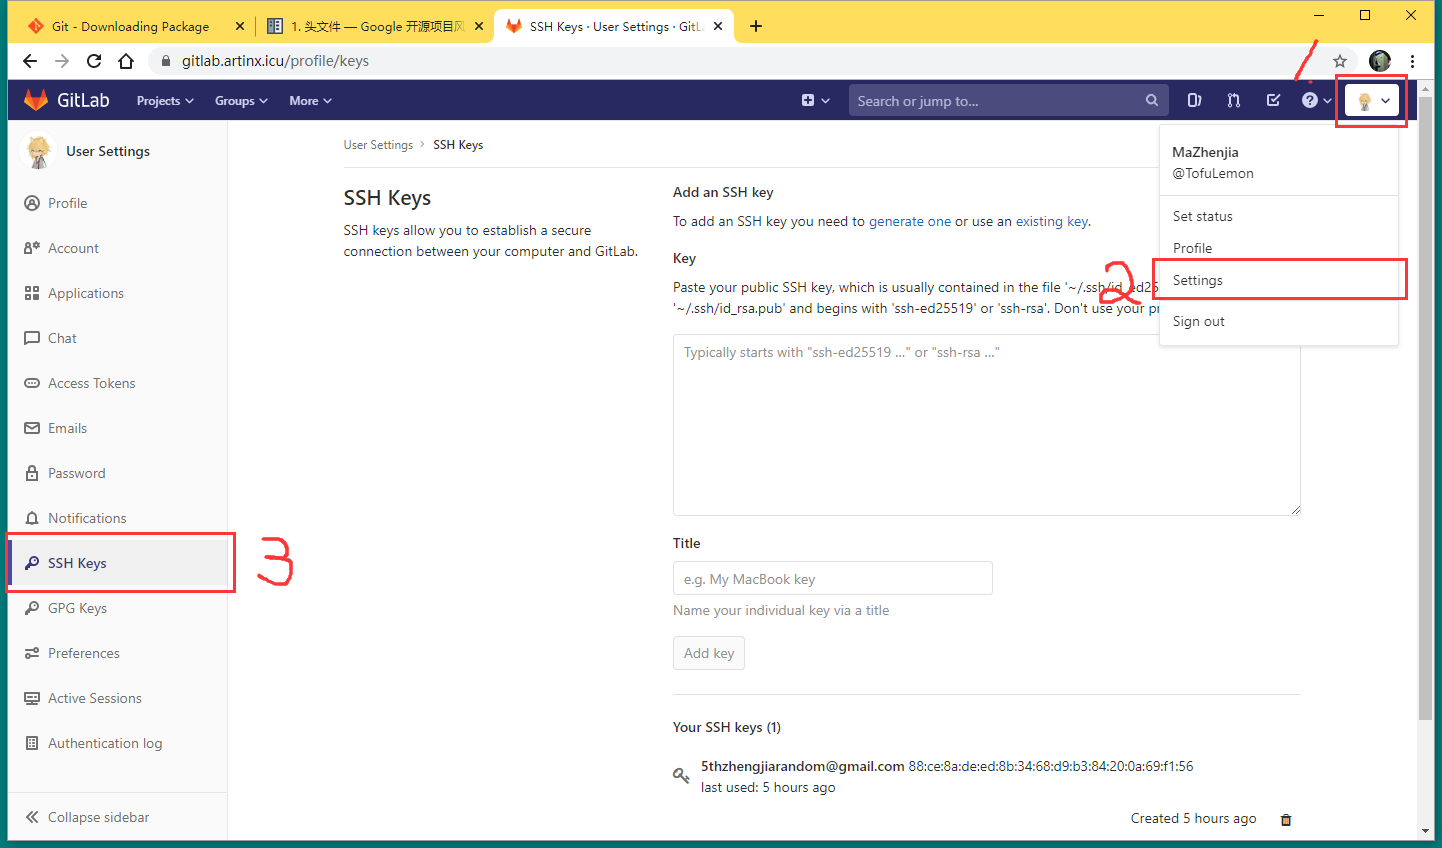 Git - Downloading Package
1. 头文件 — Google 开源项目风
SSH Keys · User Settings · GitL
gitlab.artinx.icu/profile/keys
1.
GitLab
Projects
Groups
More
Search or jump to...
User Settings
Profile
Account
Applications
Chat
Access Tokens
Emails
Password
Notifications
SSH Keys
3
GPG Keys
Preferences
Active Sessions
Authentication log
Collapse sidebar
User Settings > SSH Keys
SSH Keys
SSH keys allow you to establish a secure
connection between your computer and GitLab.
Add an SSH key
To add an SSH key you need to generate one or use an existing key.
Key
Paste your public SSH key, which is usually contained in the file '~/.ssh/id_ed25
'~/.ssh/id_rsa.pub' and begins with 'ssh-ed25519' or 'ssh-rsa'. Don't use your pr
Typically starts with "ssh-ed25519 ..." or "ssh-rsa ..."
Title
e.g. My MacBook key
Name your individual key via a title
Add key
Your SSH keys (1)
5thzhengjiarandom@gmail.com 88:ce:8a:de:ed:8b:34:68:d9:b3:84:20:0a:69:f1:56
last used: 5 hours ago
Created 5 hours ago
MaZhenjia
@TofuLemon
Set status
Profile
2
Settings
Sign out